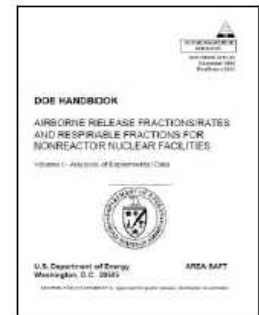 DOE HANDBOOK
AIRBORNE RELEASE FRACTIONS/RATES
AND RESPIRABLE FRACTIONS FOR
NONREACTOR NUCLEAR FACILITIES
Volume I - Analysis of Experimental Data
U.S. Department of Energy
AREA SAFT
Washington, D.C. 20585